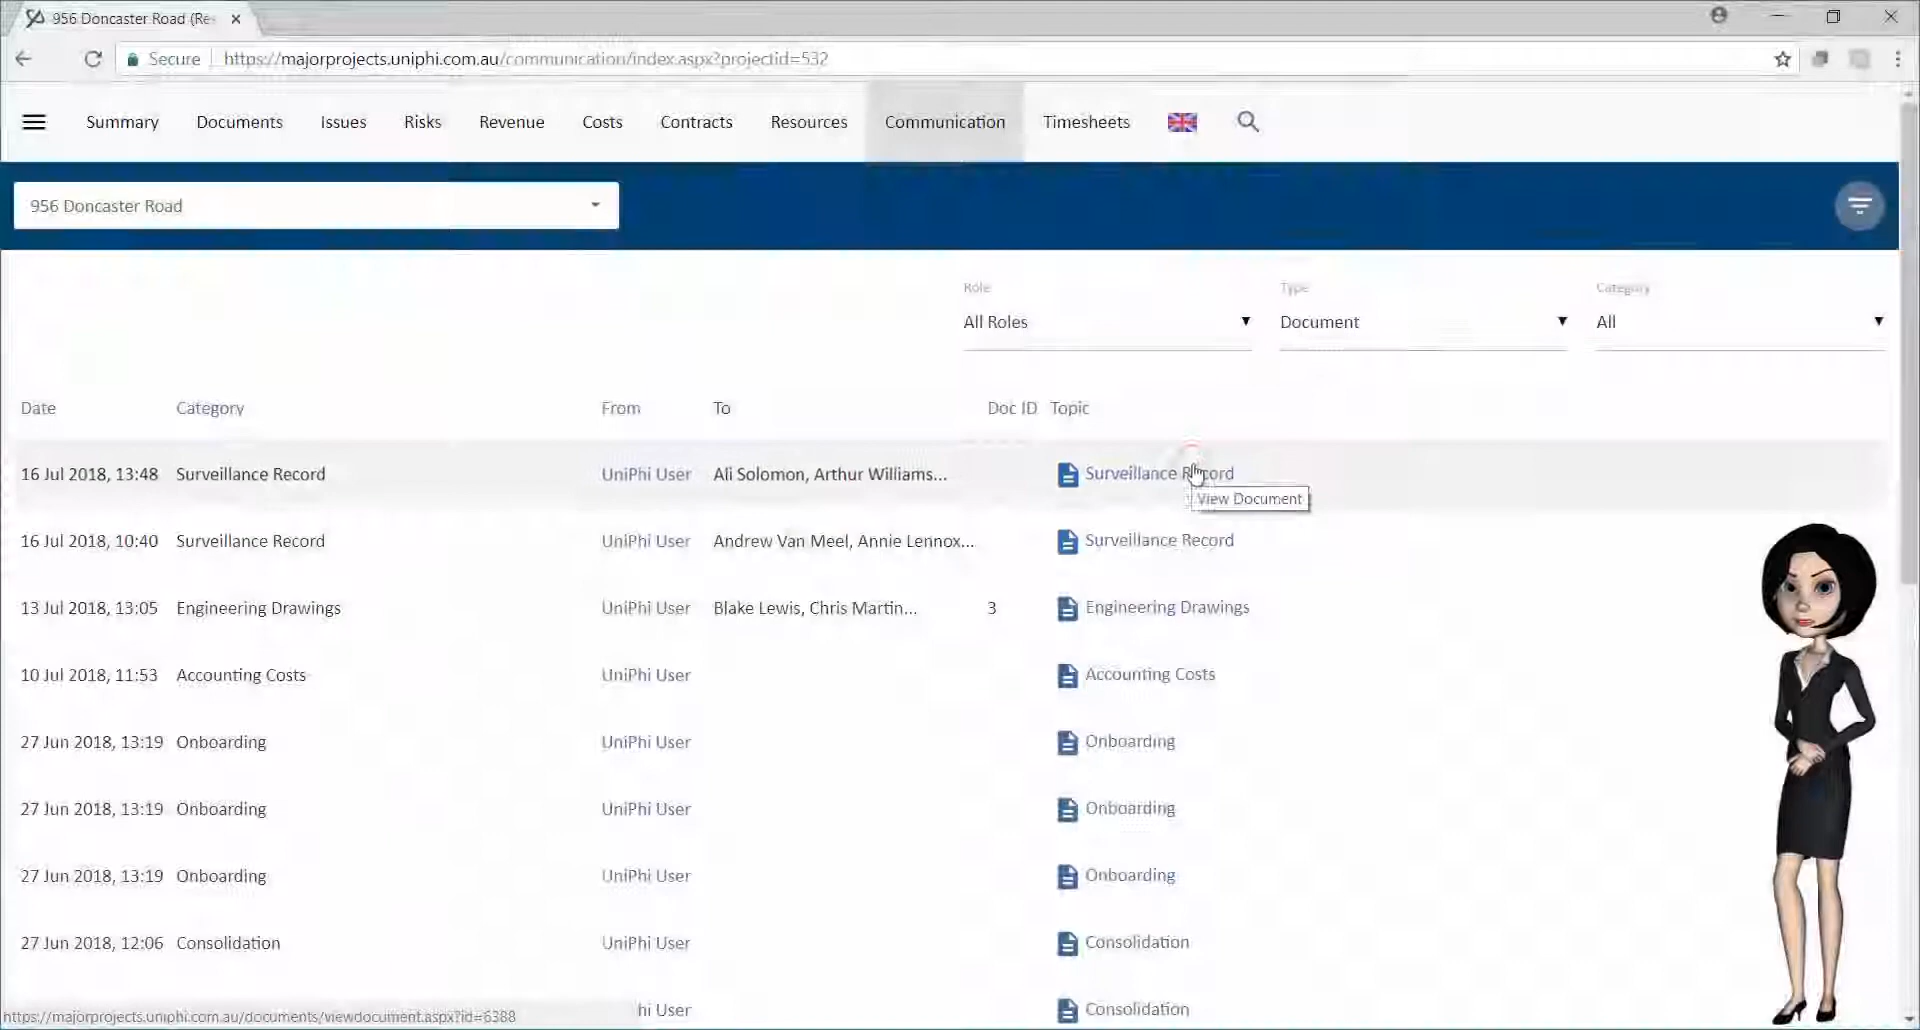 956 Doncaster Road (Re
Secure https://majorprojects.uniphi.com.au/communication/index.aspx?projectid=532
Summary Documents Issues Risks Revenue Costs Contracts Resources Communication Timesheets
956 Doncaster Road
Role Type Category
All Roles Document All
Date Category From To Doc ID Topic
16 Jul 2018, 13:48 Surveillance Record UniPhi User Ali Solomon, Arthur Williams... Surveillance Record
View Document
16 Jul 2018, 10:40 Surveillance Record UniPhi User Andrew Van Meel, Annie Lennox... Surveillance Record
13 Jul 2018, 13:05 Engineering Drawings UniPhi User Blake Lewis, Chris Martin... 3 Engineering Drawings
10 Jul 2018, 11:53 Accounting Costs UniPhi User Accounting Costs
27 Jun 2018, 13:19 Onboarding UniPhi User Onboarding
27 Jun 2018, 13:19 Onboarding UniPhi User Onboarding
27 Jun 2018, 13:19 Onboarding UniPhi User Onboarding
27 Jun 2018, 12:06 Consolidation UniPhi User Consolidation
hi User Consolidation
https://majorprojects.uniphi.com.au/documents/viewdocument.aspx?id=6388